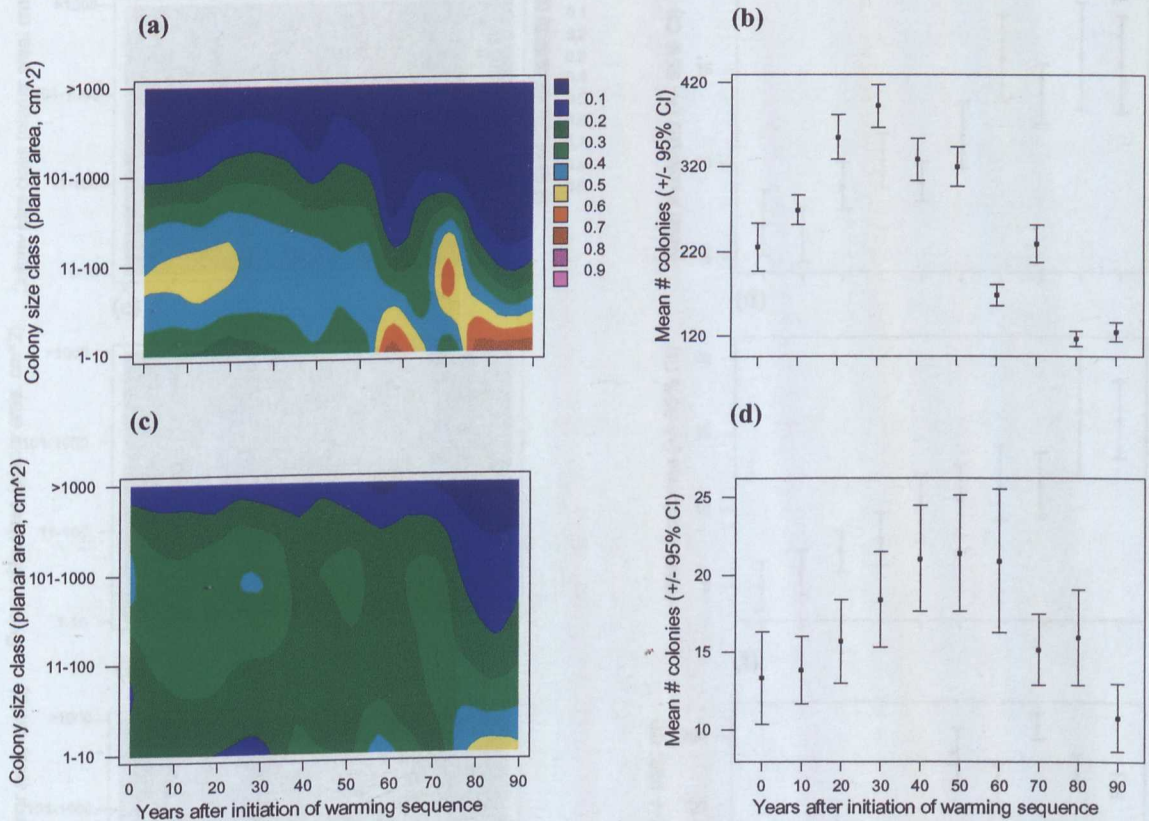 (a)
Colony size class (planar area, cm^2)
>1000
101-1000
11-100
1-10
0.1
0.2
0.3
0.4
0.5
0.6
0.7
0.8
0.9
(b)
Mean # colonies (+/- 95% CI)
420
320
220
120
(c)
Colony size class (planar area, cm^2)
>1000
101-1000
11-100
1-10
0 10 20 30 40 50 60 70 80 90
Years after initiation of warming sequence
(d)
Mean # colonies (+/- 95% CI)
25
20
15
10
0 10 20 30 40 50 60 70 80 90
Years after initiation of warming sequence